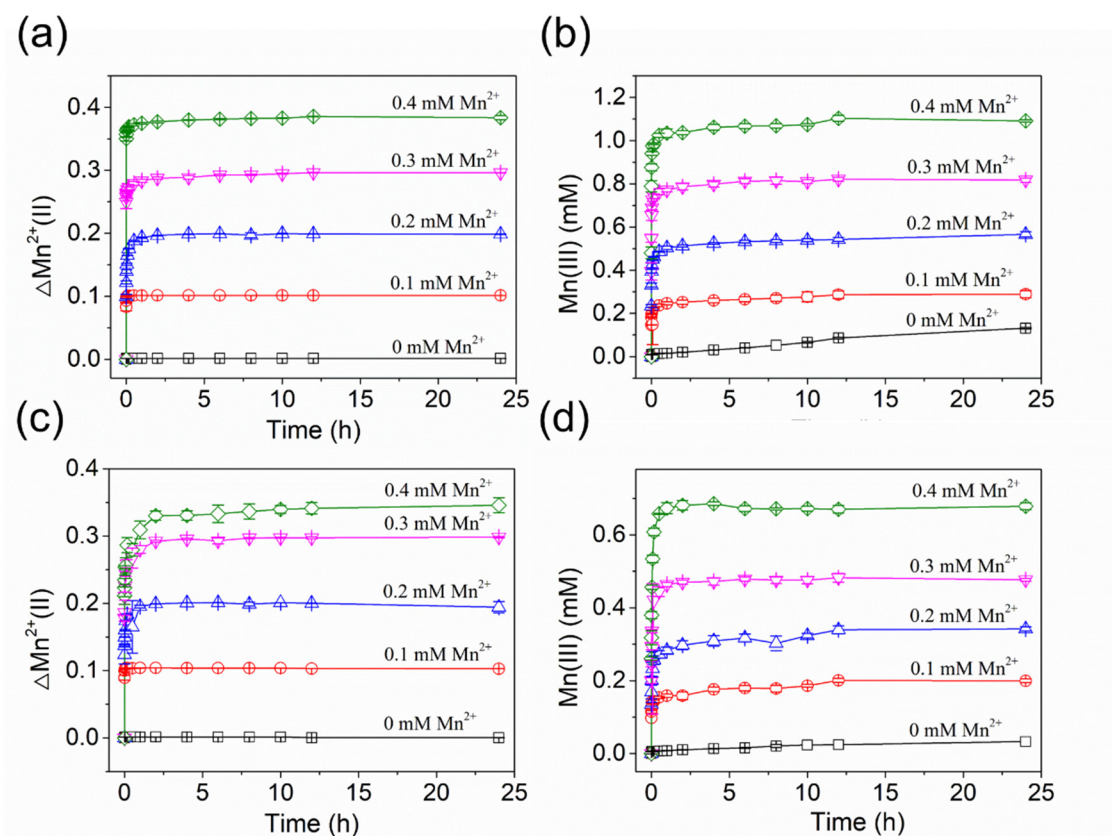 (a)
ΔMn²⁺(II)
0.4
0.3
0.2
0.1
0.0
0.4 mM Mn²⁺
0.3 mM Mn²⁺
0.2 mM Mn²⁺
0.1 mM Mn²⁺
0 mM Mn²⁺
0 5 10 15 20 25
Time (h)
(b)
Mn(III) (mM)
1.2
1.0
0.8
0.6
0.4
0.2
0.0
0.4 mM Mn²⁺
0.3 mM Mn²⁺
0.2 mM Mn²⁺
0.1 mM Mn²⁺
0 mM Mn²⁺
0 5 10 15 20 25
(c)
ΔMn²⁺(II)
0.4
0.3
0.2
0.1
0.0
0.4 mM Mn²⁺
0.3 mM Mn²⁺
0.2 mM Mn²⁺
0.1 mM Mn²⁺
0 mM Mn²⁺
0 5 10 15 20 25
Time (h)
(d)
Mn(III) (mM)
0.6
0.4
0.2
0.0
0.4 mM Mn²⁺
0.3 mM Mn²⁺
0.2 mM Mn²⁺
0.1 mM Mn²⁺
0 mM Mn²⁺
0 5 10 15 20 25
Time (h)